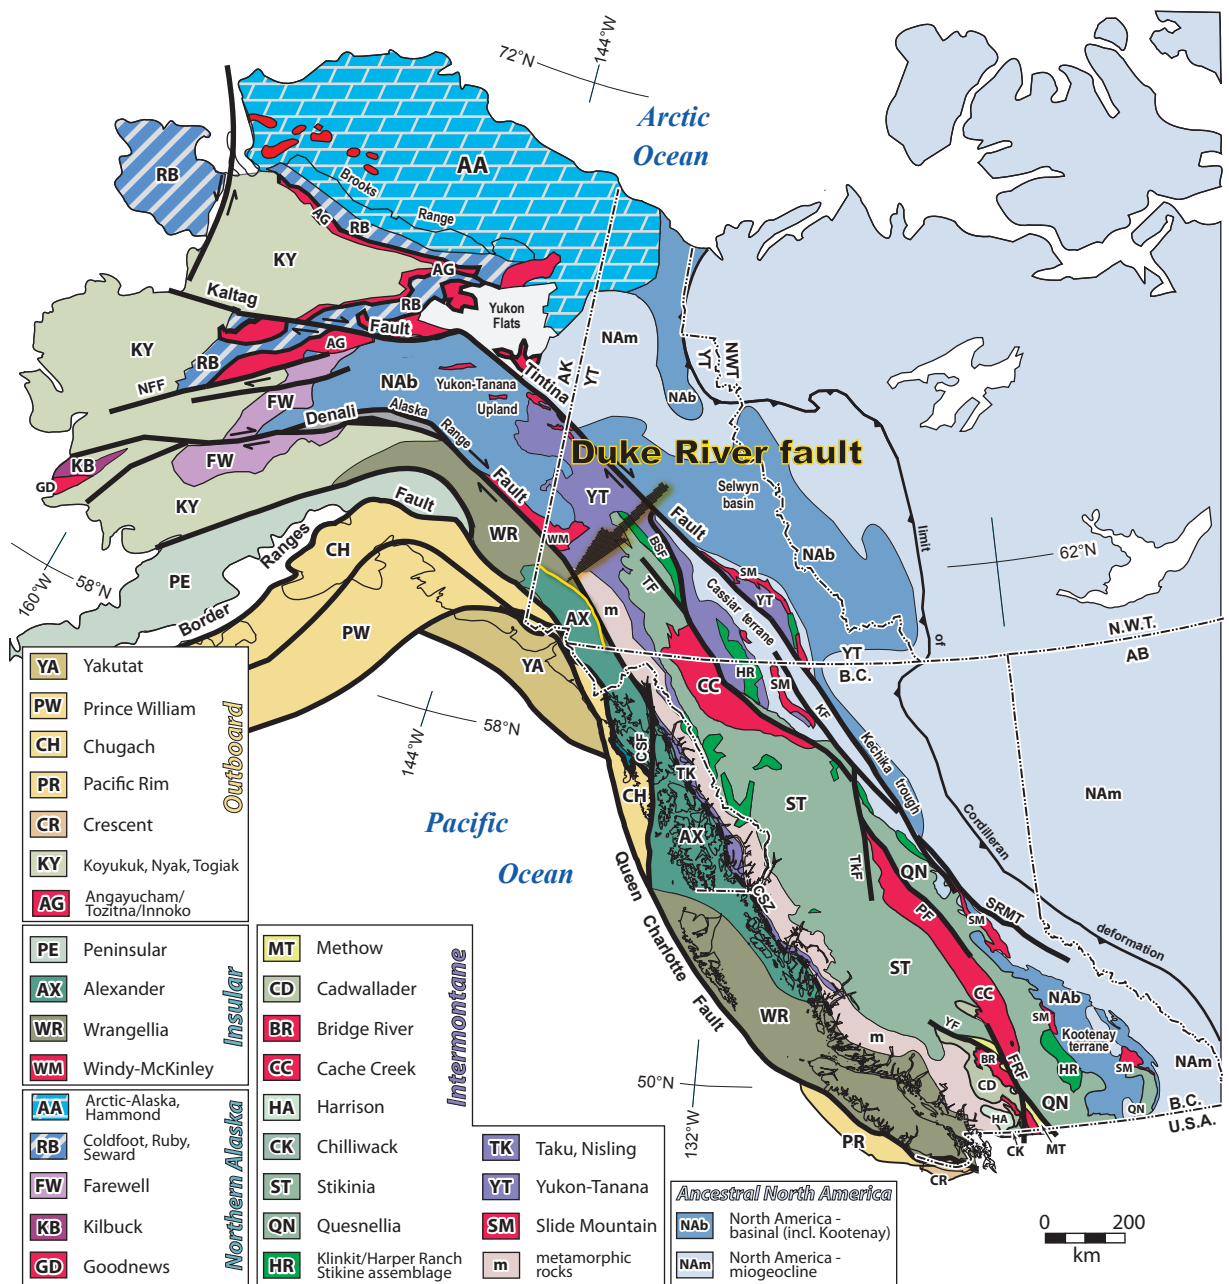 72°N
144°W
Arctic
Ocean
AA
RB
Brooks
Range
AG
RB
KY
AG
RB
Kaltag
Fault
Yukon
Flats
NAm
AK
YT
YT
NWT
KY
RB
AG
NFF
FW
NAb
Yukon-Tanana
Upland
Tintina
NAb
Denali
Alaska
Range
Duke River fault
KB
GD
FW
KY
Fault
YT
Fault
Selwyn
basin
NAb
limit
62°N
WR
WM
BSF
TF
SM
YT
Cassiar terrane
Fault
Ranges
CH
160°W
58°N
PE
Border
PW
AX
m
YA
CC
HR
SM
KF
YT
B.C.
of
N.W.T.
AB
58°N
144°W
CSF
TK
CH
AX
ST
Kechika
trough
NAm
Cordilleran
deformation
Pacific
Ocean
Queen
Charlotte
Fault
CSZ
TkF
QN
PF
SRMT
SM
ST
CC
NAb
SM
Kootenay
terrane
SM
HR
NAm
WR
m
YF
BR
FRF
CD
QN
QN
HA
B.C.
U.S.A.
50°N
132°W
PR
CR
CK
MT
YA Yakutat
PW Prince William
CH Chugach
PR Pacific Rim
CR Crescent
KY Koyukuk, Nyak, Togiak
AG Angayucham/
Tozitna/Innoko
Outboard
PE Peninsular
AX Alexander
WR Wrangellia
WM Windy-McKinley
Insular
AA Arctic-Alaska,
Hammond
RB Coldfoot, Ruby,
Seward
FW Farewell
KB Kilbuck
GD Goodnews
Northern Alaska
MT Methow
CD Cadwallader
BR Bridge River
CC Cache Creek
HA Harrison
CK Chilliwack
ST Stikinia
QN Quesnellia
HR Klinkit/Harper Ranch
Stikine assemblage
Intermontane
TK Taku, Nisling
YT Yukon-Tanana
SM Slide Mountain
m metamorphic
rocks
Ancestral North America
NAb North America -
basinal (incl. Kootenay)
NAm North America -
miogeocline
0 200
km